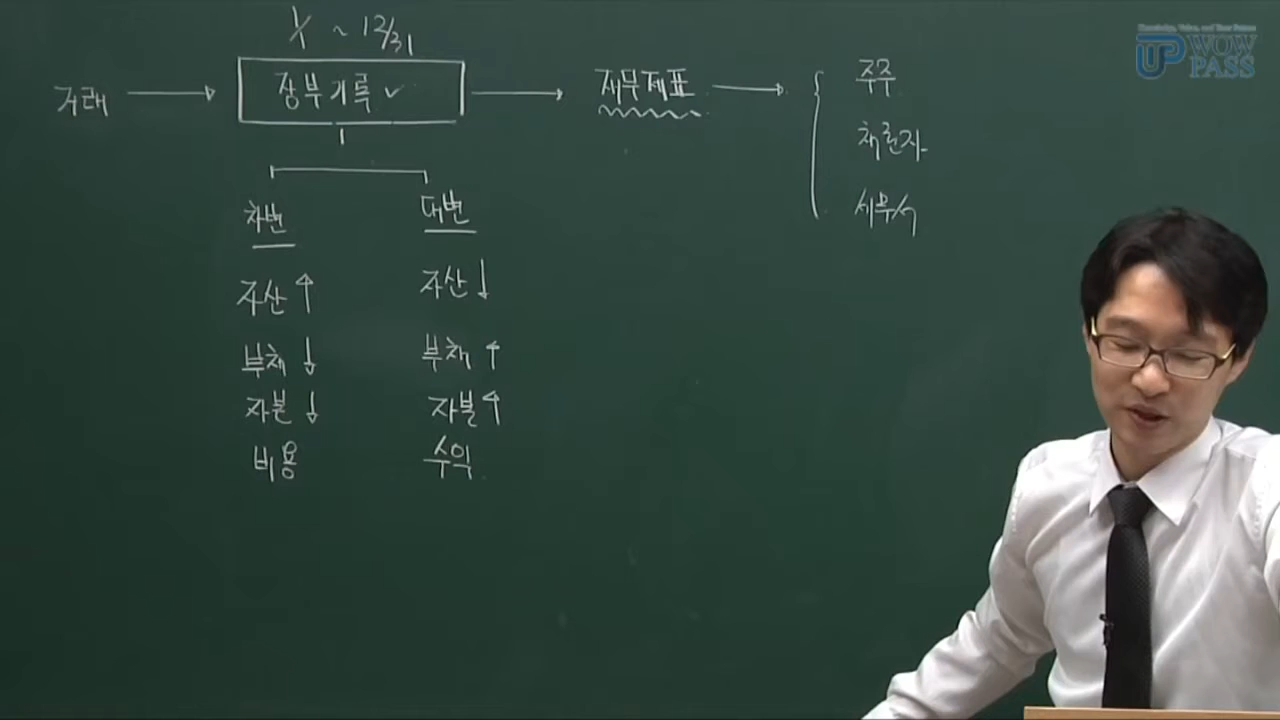 1/1 ~ 12/31
거래 → 장부기록 ✓ → 재무제표 → { 주주
채권자
세무서
차변 대변
자산 ↑ 자산 ↓
부채 ↓ 부채 ↑
자본 ↓ 자본 ↑
비용 수익
UP WOW PASS